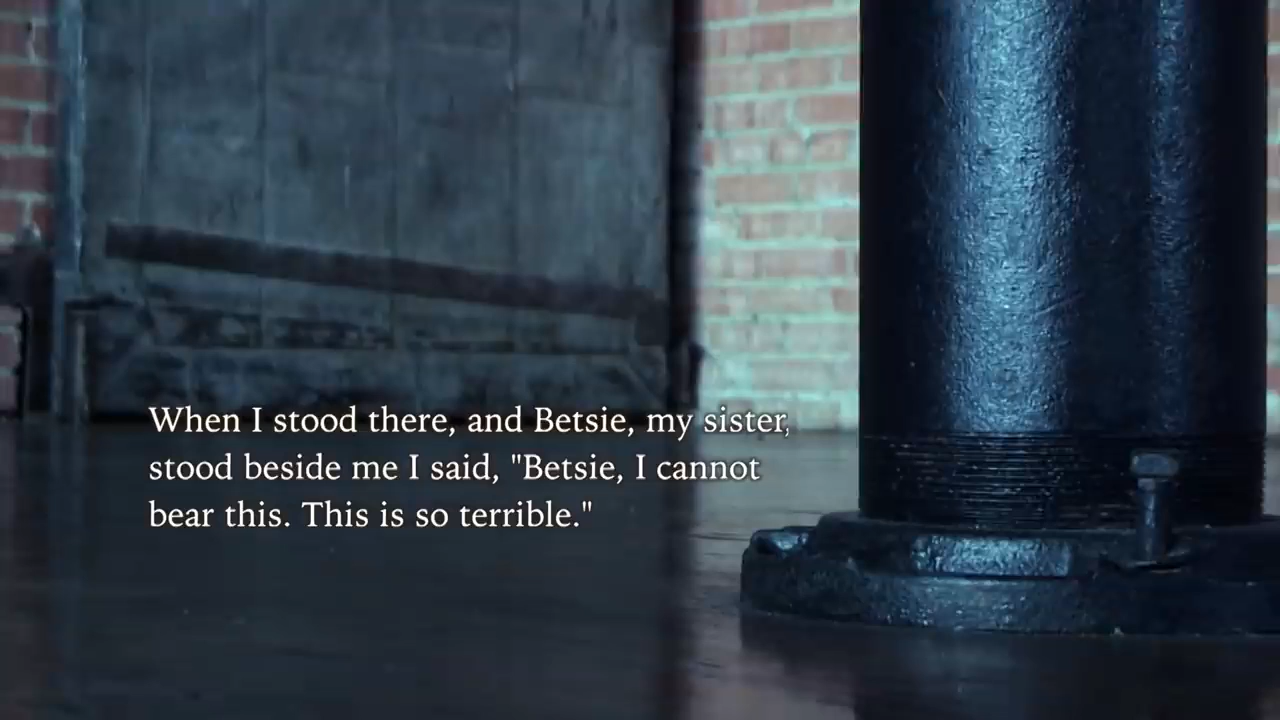 When I stood there, and Betsie, my sister,
stood beside me I said, "Betsie, I cannot
bear this. This is so terrible."